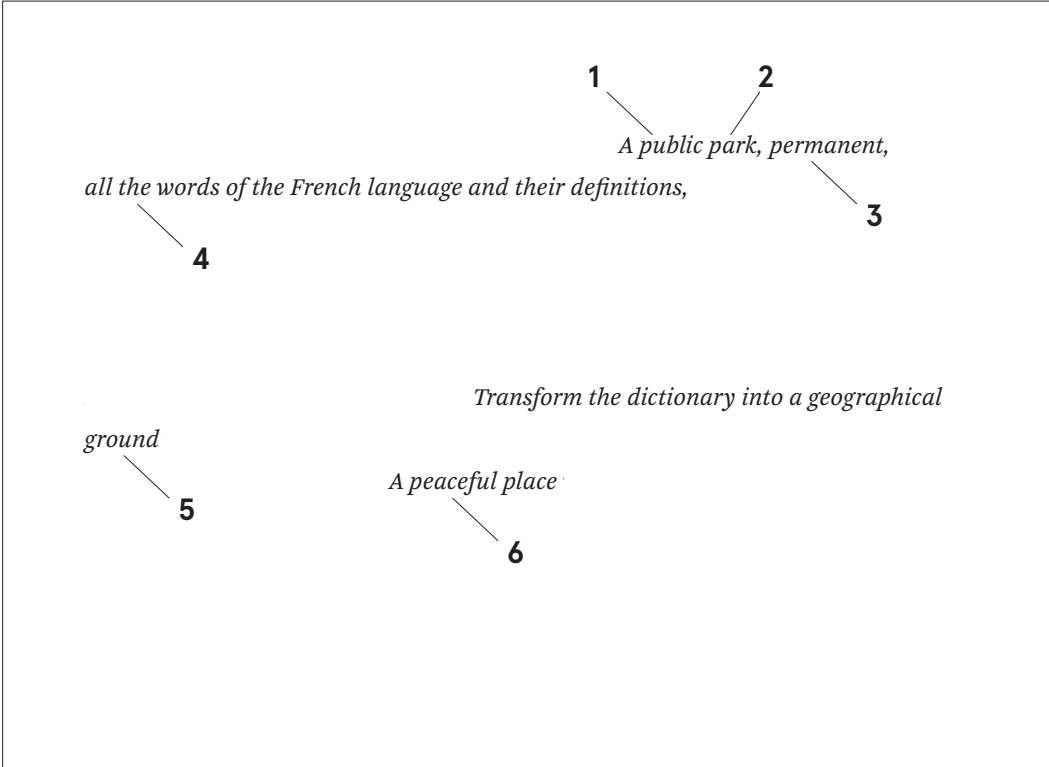 1 2
A public park, permanent,
all the words of the French language and their definitions,
3
4
Transform the dictionary into a geographical
ground
A peaceful place
5
6